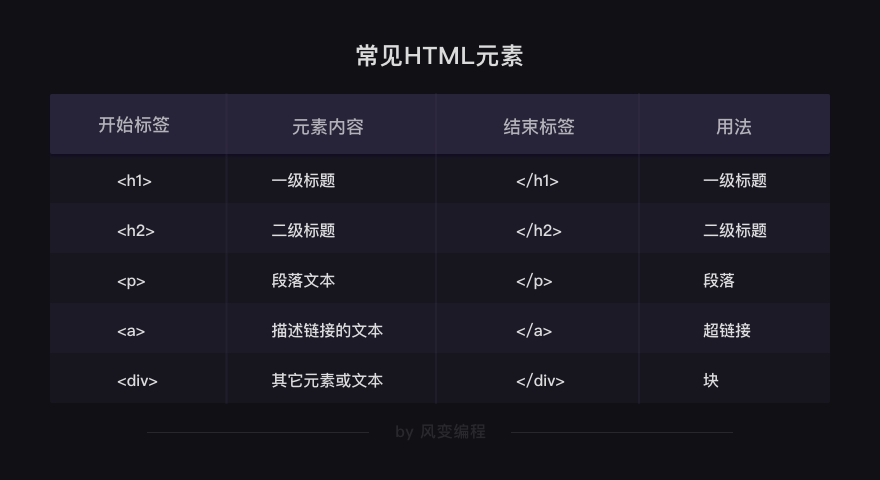 常见HTML元素
开始标签 元素内容 结束标签 用法
<h1> 一级标题 </h1> 一级标题
<h2> 二级标题 </h2> 二级标题
<p> 段落文本 </p> 段落
<a> 描述链接的文本 </a> 超链接
<div> 其它元素或文本 </div> 块
by 风变编程